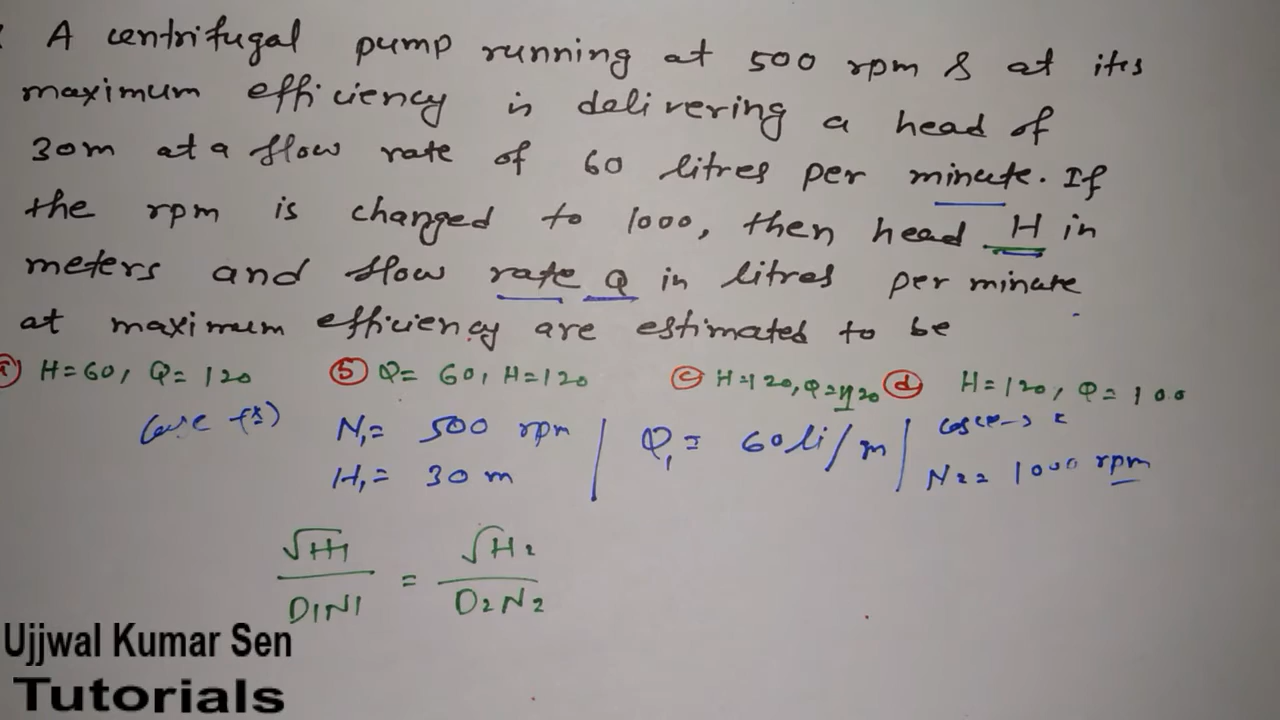 A centrifugal pump running at 500 rpm & at its
maximum efficiency is delivering a head of
30m at a flow rate of 60 litres per minute. If
the rpm is changed to 1000, then head H in
meters and flow rate Q in litres per minute
at maximum efficiency are estimated to be
H=60, Q=120 (b) Q= 60, H=120 (c) H=120, Q=120 (d) H=120, Q=100
N1= 500 rpm Q1= 60 li/m
H1= 30 m N2= 1000 rpm
√H1/D1N1 = √H2/D2N2
Ujjwal Kumar Sen
Tutorials